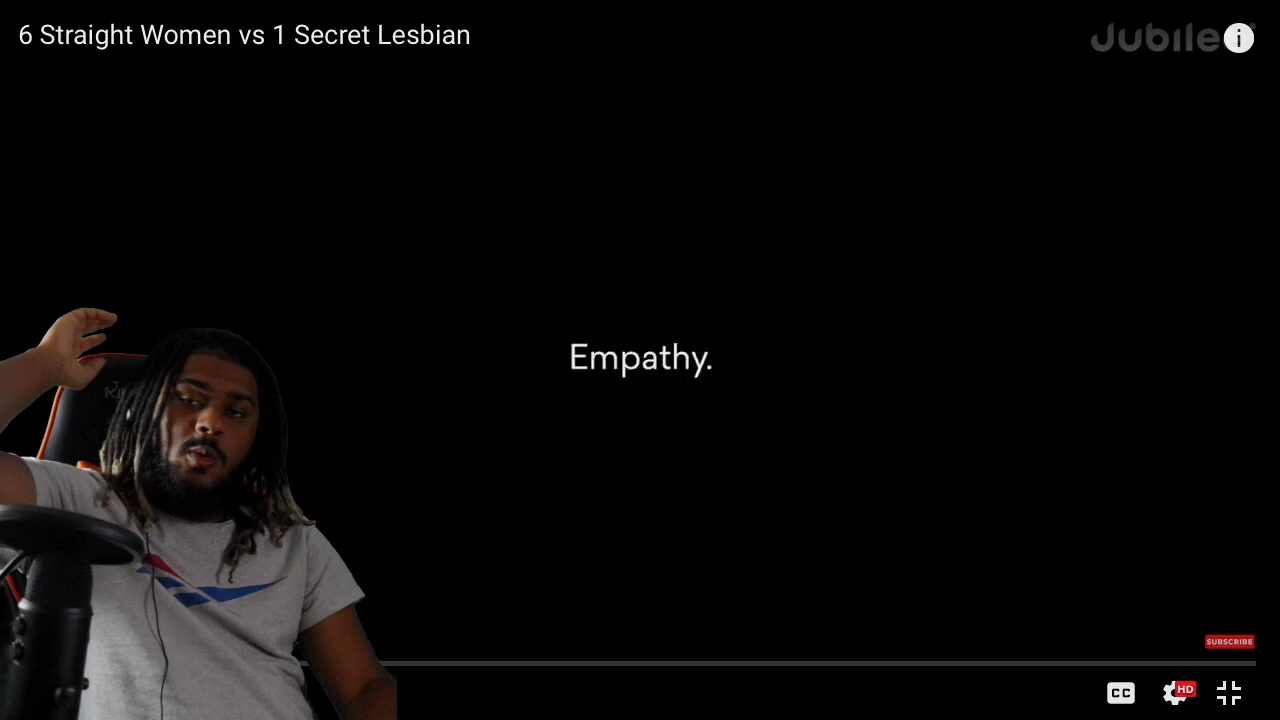 6 Straight Women vs 1 Secret Lesbian
Jubilee
Empathy.
SUBSCRIBE
CC
HD